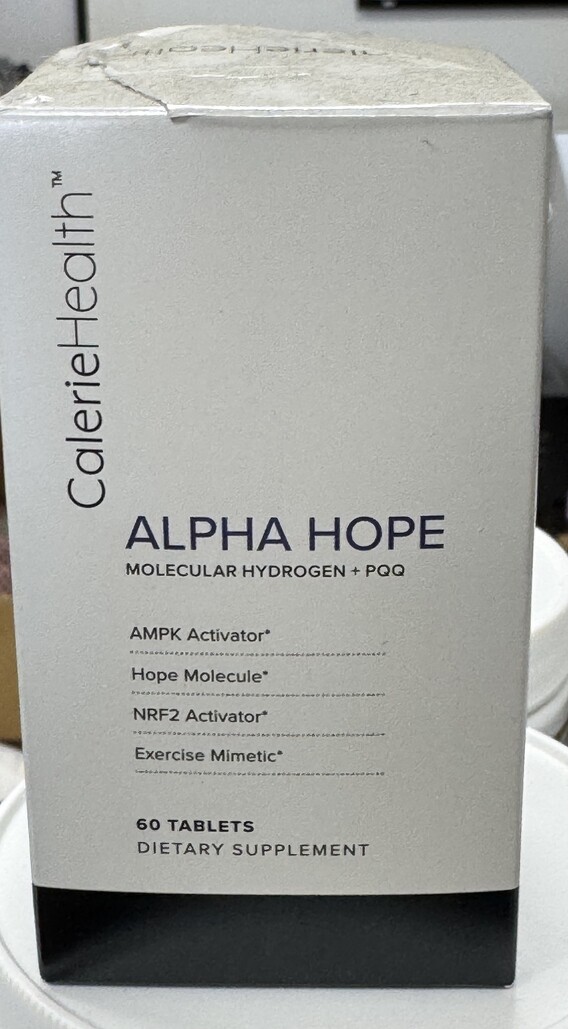 CalerieHealth™
ALPHA HOPE
MOLECULAR HYDROGEN + PQQ
AMPK Activator*
Hope Molecule*
NRF2 Activator*
Exercise Mimetic*
60 TABLETS
DIETARY SUPPLEMENT